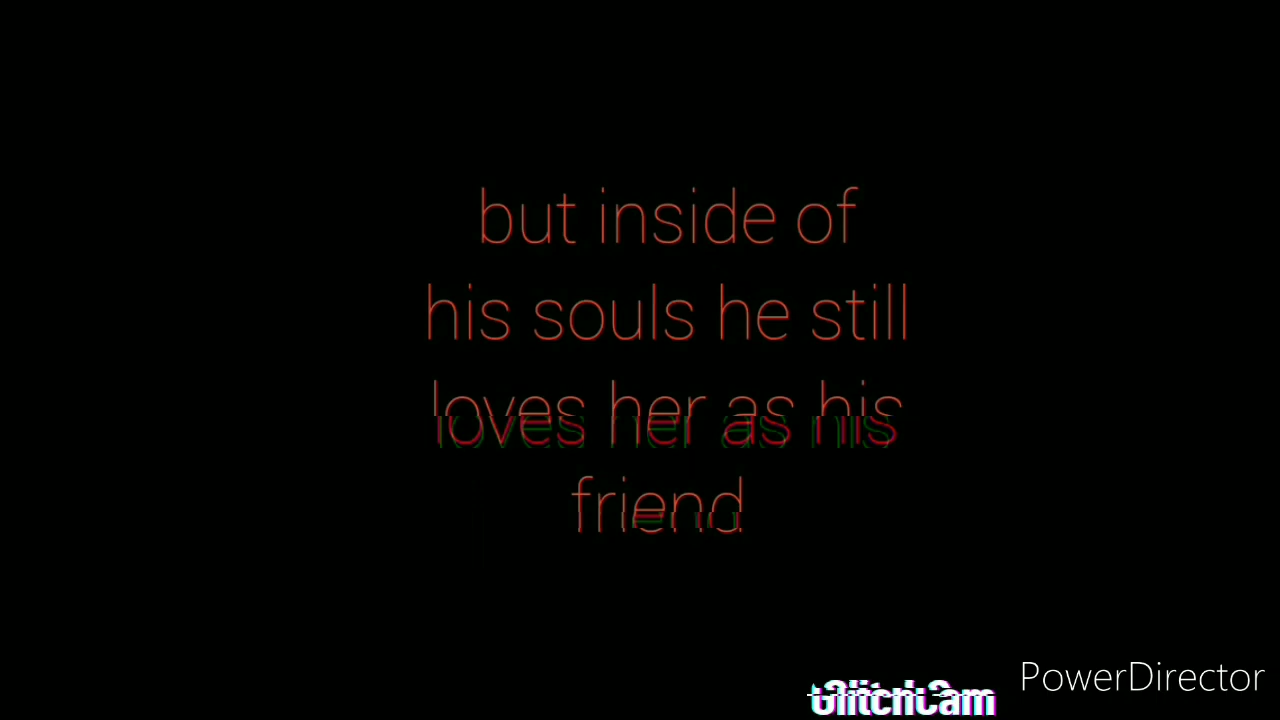 but inside of
his souls he still
loves her as his
friend
GlitchCam
PowerDirector